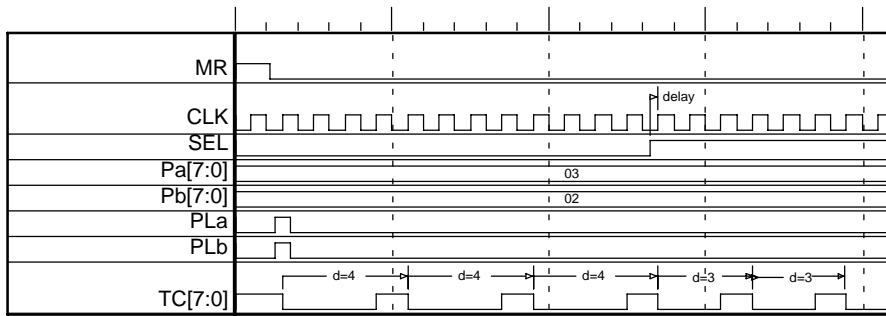 MR
delay
CLK
SEL
Pa[7:0] 03
Pb[7:0] 02
PLa
PLb
d=4 d=4 d=4 d=3 d=3
TC[7:0]